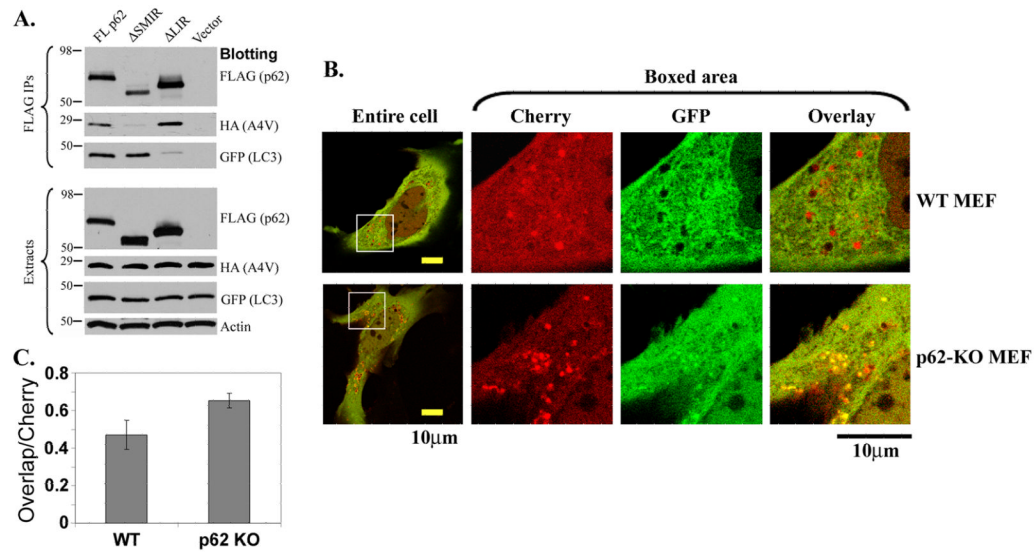 A.
FL p62 ΔSMIR ΔLIR Vector
Blotting
FLAG IPs
98
FLAG (p62)
50
29
HA (A4V)
50
GFP (LC3)
Extracts
98
FLAG (p62)
50
29
HA (A4V)
50
GFP (LC3)
50
Actin
B.
Boxed area
Entire cell Cherry GFP Overlay
WT MEF
p62-KO MEF
10µm
10µm
C.
Overlap/Cherry
0.8
0.6
0.4
0.2
0
WT p62 KO